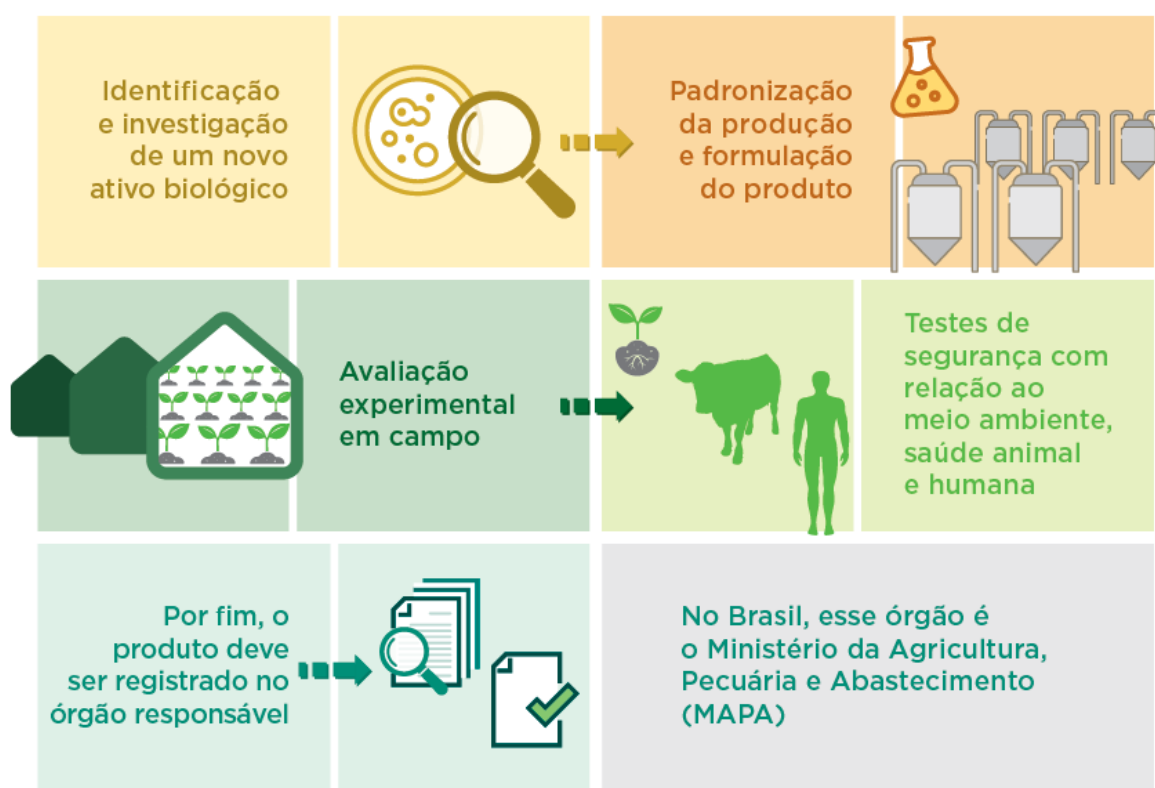 Identificação
e investigação
de um novo
ativo biológico
Padronização
da produção
e formulação
do produto
Avaliação
experimental
em campo
Testes de
segurança com
relação ao
meio ambiente,
saúde animal
e humana
Por fim, o
produto deve
ser registrado no
órgão responsável
No Brasil, esse órgão é
o Ministério da Agricultura,
Pecuária e Abastecimento
(MAPA)